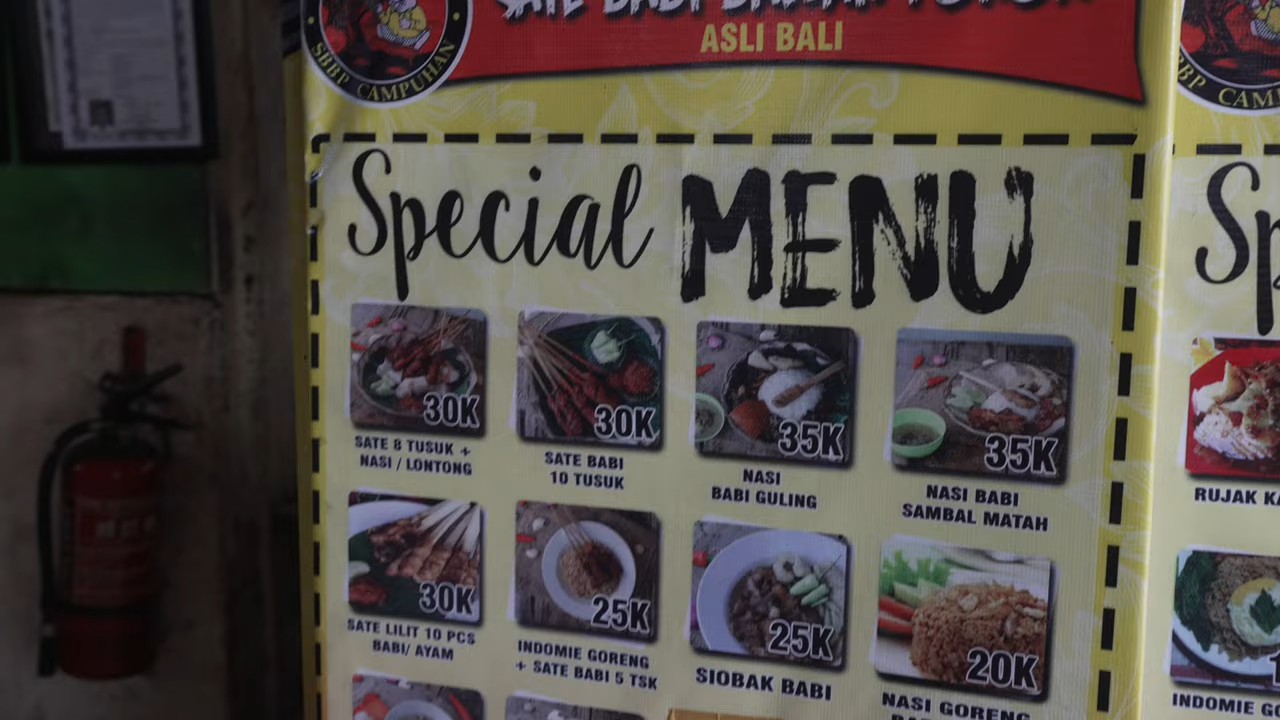 ASLI BALI
SBBP CAMPUHAN
Special MENU
30K
SATE 8 TUSUK +
NASI / LONTONG
30K
SATE BABI
10 TUSUK
35K
NASI
BABI GULING
35K
NASI BABI
SAMBAL MATAH
30K
SATE LILIT 10 PCS
BABI/ AYAM
25K
INDOMIE GORENG
+ SATE BABI 5 TSK
25K
SIOBAK BABI
20K
NASI GORENG
RUJAK
INDOMIE